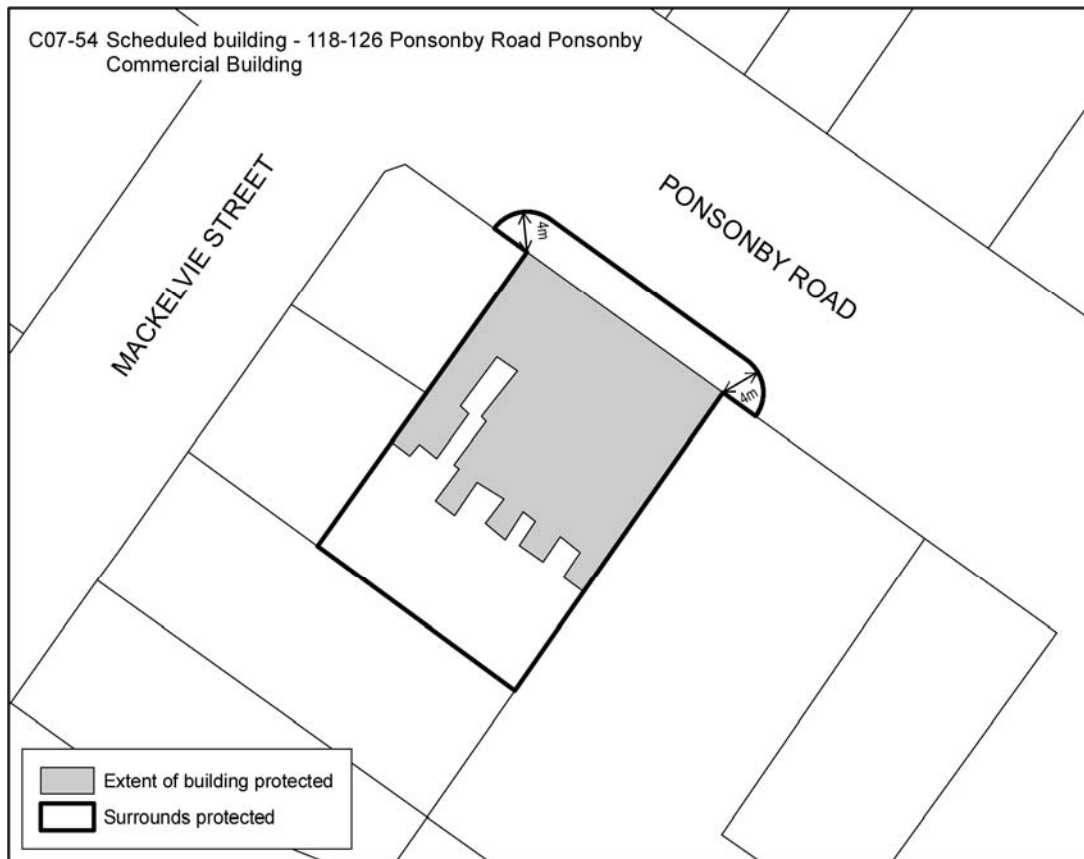 C07-54 Scheduled building - 118-126 Ponsonby Road Ponsonby
Commercial Building
MACKELVIE STREET
PONSONBY ROAD
4m
4m
Extent of building protected
Surrounds protected